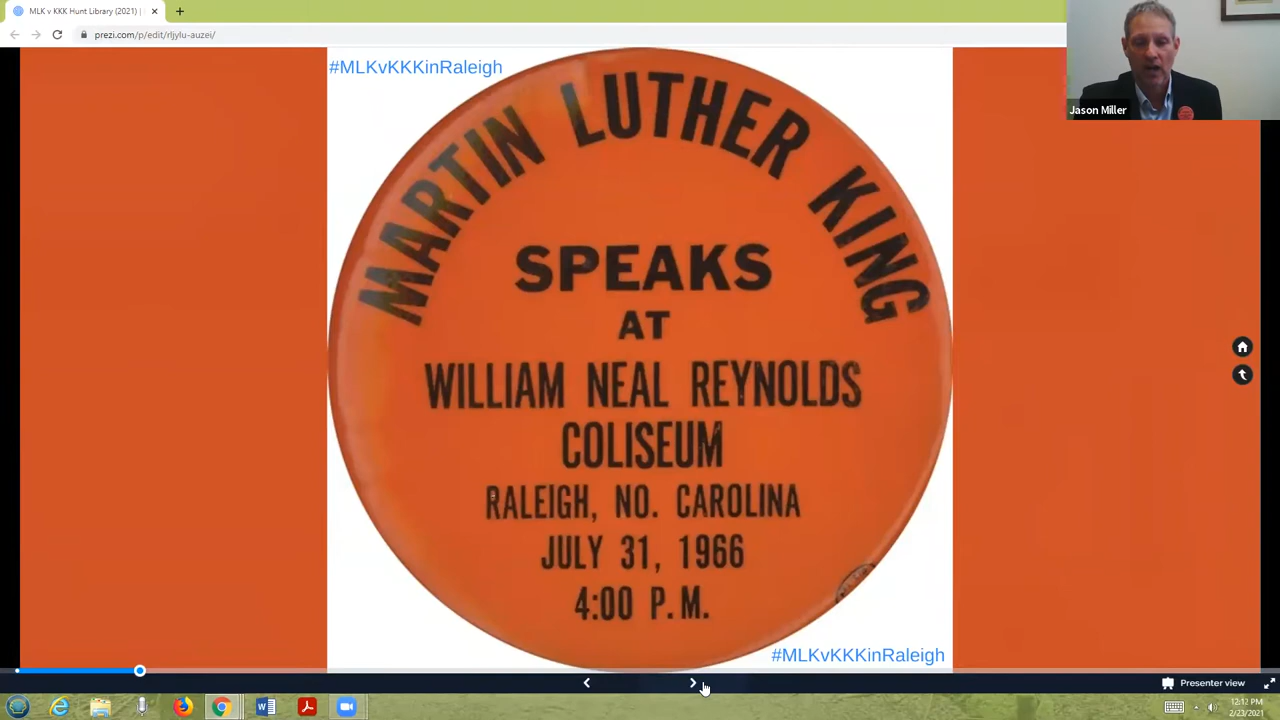 MLK v KKK Hunt Library (2021) |
prezi.com/p/edit/rljylu-auzei/
#MLKvKKKinRaleigh
Jason Miller
MARTIN LUTHER KING
SPEAKS
AT
WILLIAM NEAL REYNOLDS
COLISEUM
RALEIGH, NO. CAROLINA
JULY 31, 1966
4:00 P.M.
#MLKvKKKinRaleigh
Presenter view
12:12 PM
2/23/2021